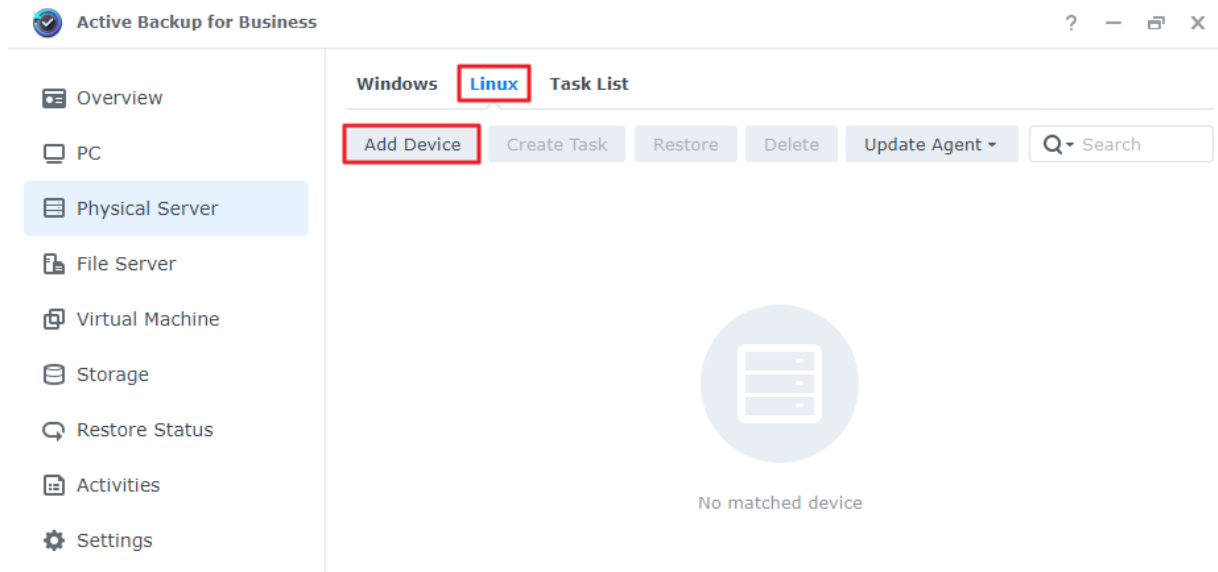 Active Backup for Business
?
Overview
PC
Physical Server
File Server
Virtual Machine
Storage
Restore Status
Activities
Settings
Windows Linux Task List
Add Device Create Task Restore Delete Update Agent Search
No matched device